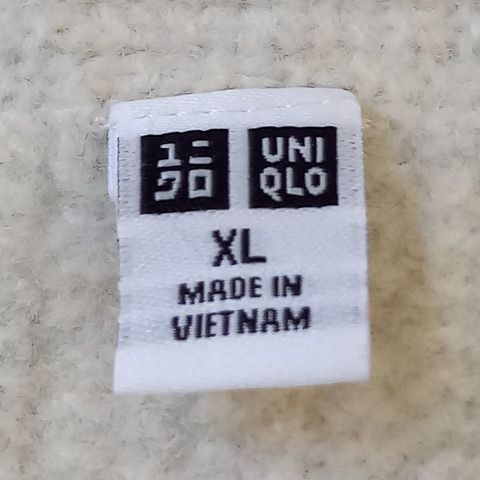 ユニ UNI
クロ QLO
XL
MADE IN
VIETNAM